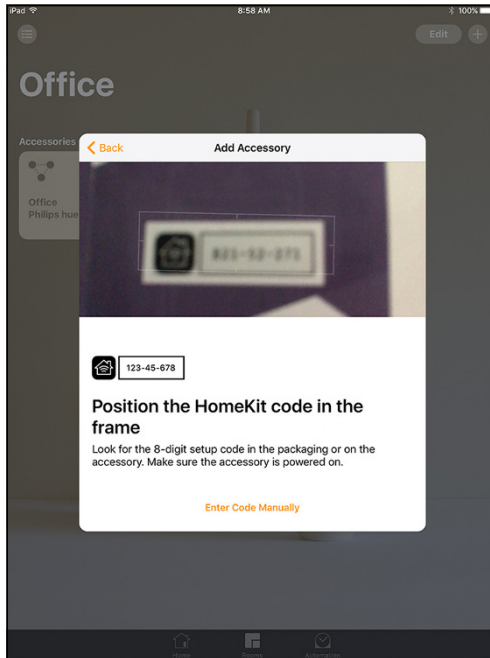 iPad 8:58 AM 100%
Edit
Office
Accessories
Back Add Accessory
Office
Philips hue
123-45-678
Position the HomeKit code in the
frame
Look for the 8-digit setup code in the packaging or on the
accessory. Make sure the accessory is powered on.
Enter Code Manually
Home Rooms Automation